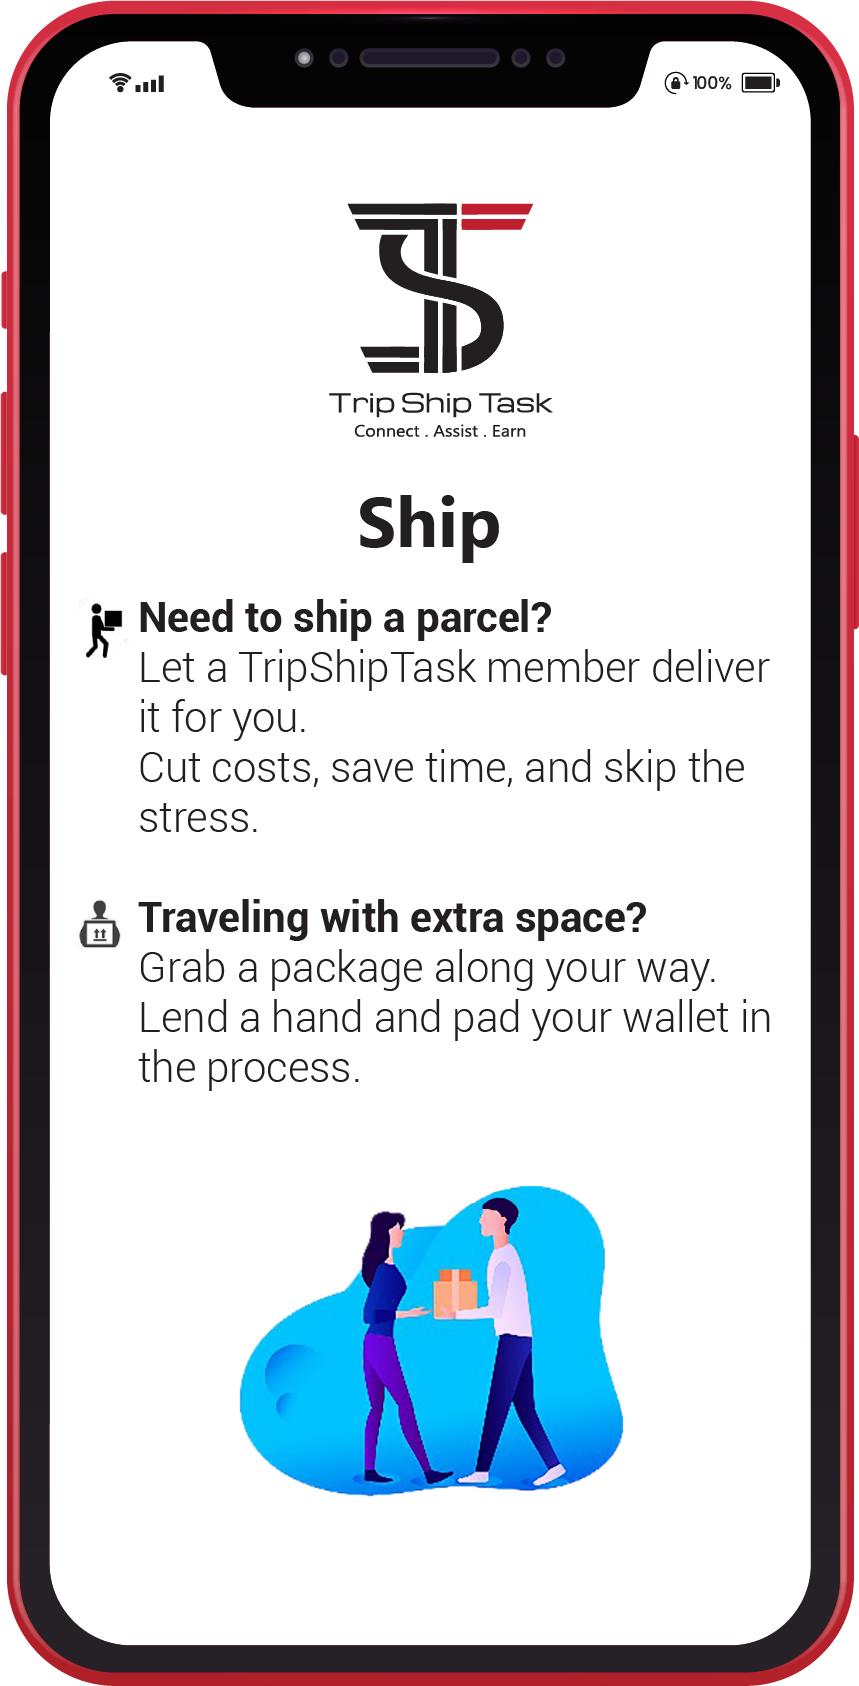 100%
Trip Ship Task
Connect . Assist . Earn
Ship
Need to ship a parcel?
Let a TripShipTask member deliver
it for you.
Cut costs, save time, and skip the
stress.
Traveling with extra space?
Grab a package along your way.
Lend a hand and pad your wallet in
the process.